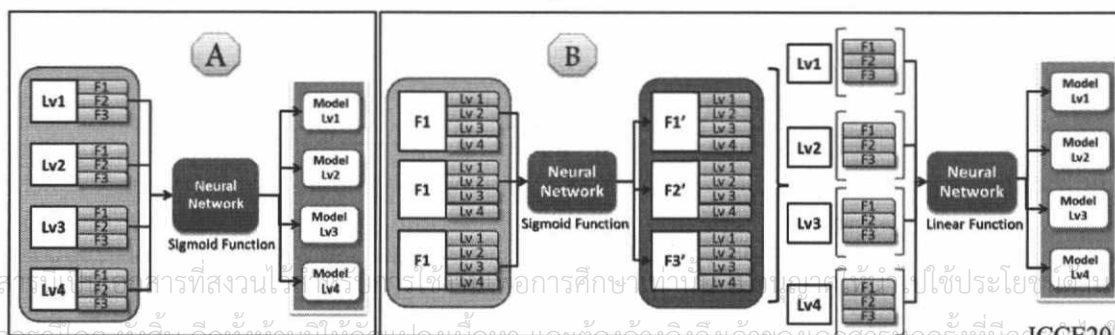 A
Lv1
F1
F2
F3
Lv2
F1
F2
F3
Lv3
F1
F2
F3
Lv4
F1
F2
F3
Neural
Network
Sigmoid Function
Model
Lv1
Model
Lv2
Model
Lv3
Model
Lv4
B
F1
Lv 1
Lv 2
Lv 3
Lv 4
F1
Lv 1
Lv 2
Lv 3
Lv 4
F1
Lv 1
Lv 2
Lv 3
Lv 4
Neural
Network
Sigmoid Function
F1'
Lv 1
Lv 2
Lv 3
Lv 4
F2'
Lv 1
Lv 2
Lv 3
Lv 4
F3'
Lv 1
Lv 2
Lv 3
Lv 4
Lv1
F1
F2
F3
Lv2
F1
F2
F3
Lv3
F1
F2
F3
Lv4
F1
F2
F3
Neural
Network
Linear Function
Model
Lv1
Model
Lv2
Model
Lv3
Model
Lv4